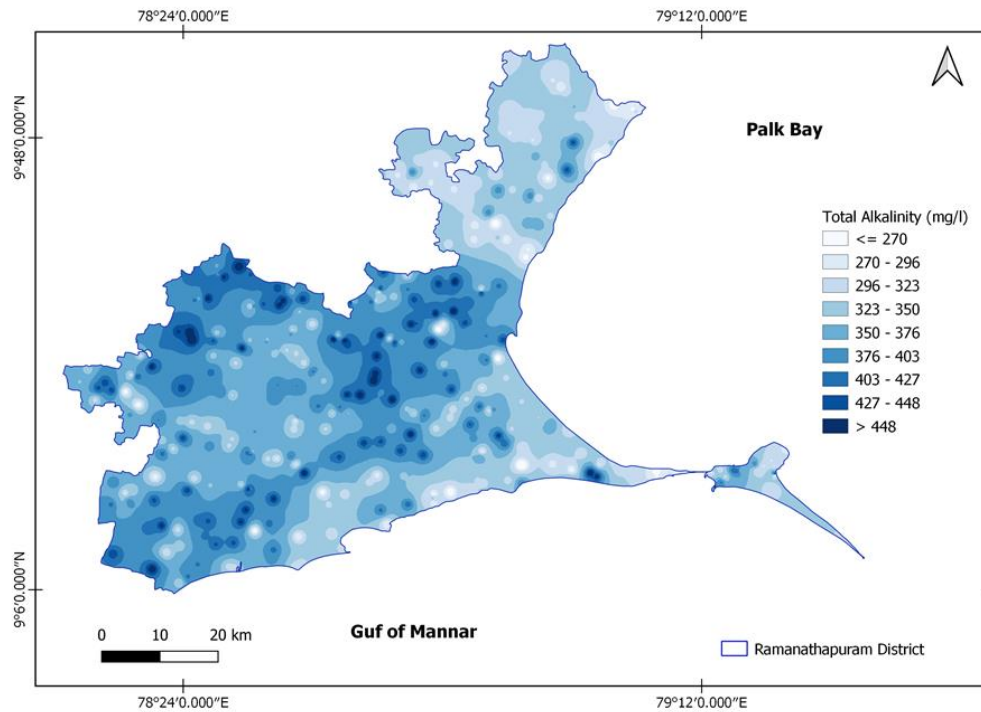 78°24'0.000"E
79°12'0.000"E
9°48'0.000"N
Palk Bay
Total Alkalinity (mg/l)
<= 270
270 - 296
296 - 323
323 - 350
350 - 376
376 - 403
403 - 427
427 - 448
> 448
9°6'0.000"N
0 10 20 km
Guf of Mannar
Ramanathapuram District
78°24'0.000"E
79°12'0.000"E